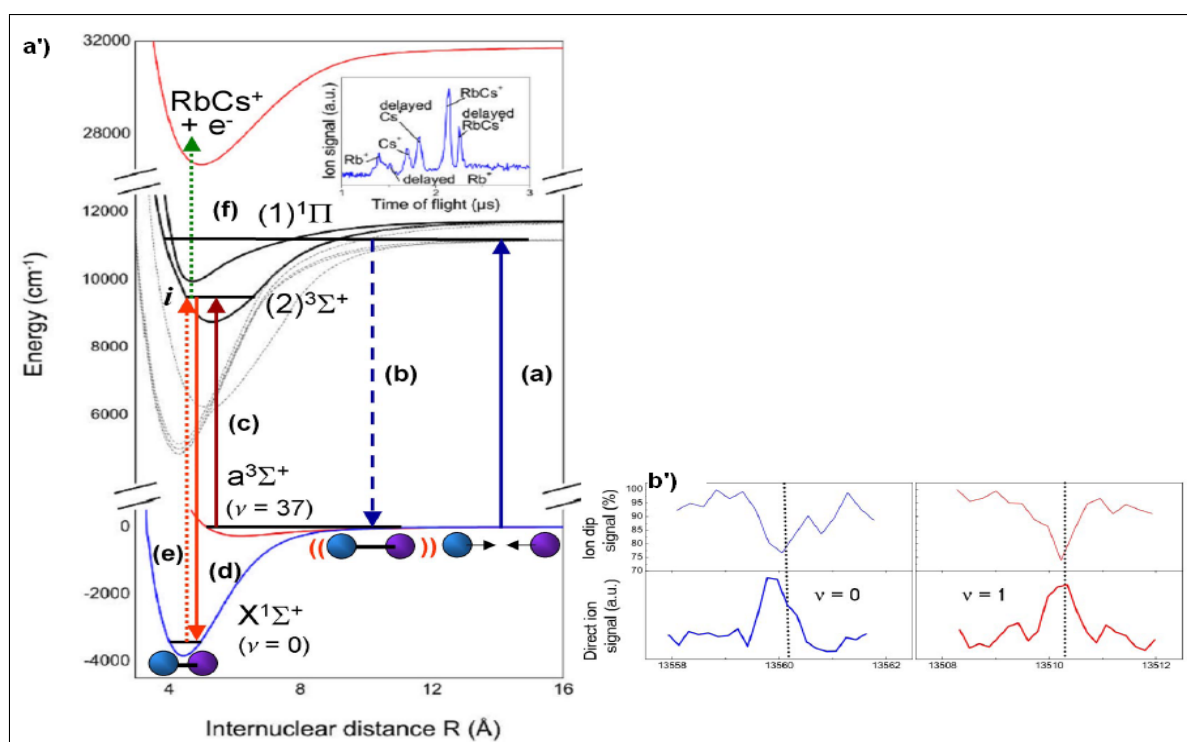 a')
32000
28000
12000
10000
8000
6000
0
-2000
-4000
Energy (cm⁻¹)
RbCs⁺
+ e⁻
Ion signal (a.u.)
delayed
Cs⁺
RbCs⁺
delayed
RbCs⁺
Cs⁺
Rb⁺
delayed Rb⁺
1 2 3
Time of flight (µs)
(f) (1)¹Π
i
(2)³Σ⁺
(b) (a)
(c)
a³Σ⁺
(ν = 37)
(e)
(d)
X¹Σ⁺
(ν = 0)
4 8 12 16
Internuclear distance R (Å)
b')
Ion dip
signal (%)
100
95
90
85
80
75
70
Direct ion
signal (a.u.)
ν = 0
ν = 1
13558 13560 13562
13508 13510 13512